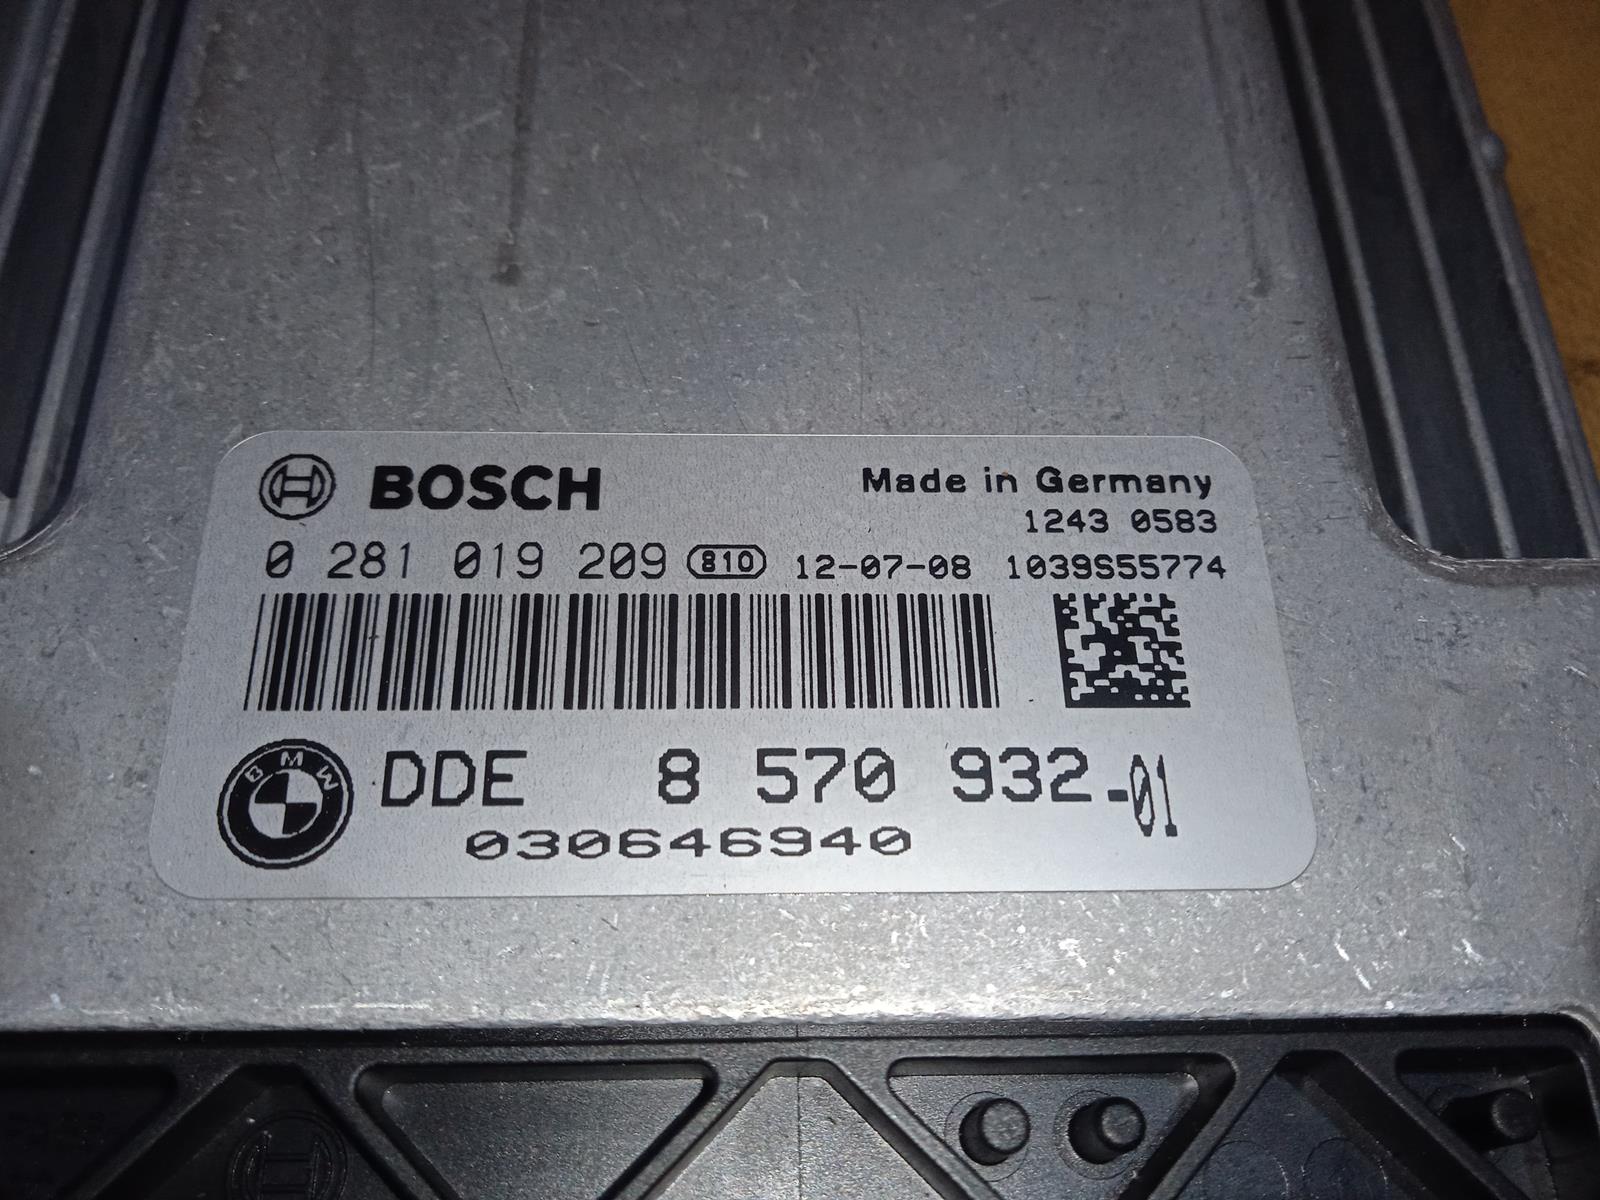 BOSCH
Made in Germany
1243 0583
0 281 019 209 810 12-07-08 1039S55774
BMW DDE 8 570 932-01
030646940